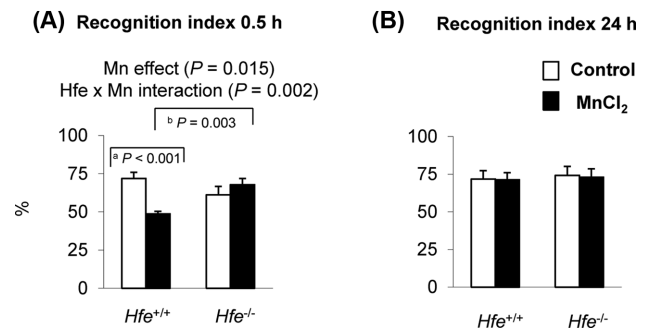 (A) Recognition index 0.5 h
Mn effect (P = 0.015)
Hfe x Mn interaction (P = 0.002)
ᵇ P = 0.003
ᵃ P < 0.001
100
75
50
25
0
%
Hfe⁺/⁺
Hfe⁻/⁻
(B) Recognition index 24 h
Control
MnCl₂
100
75
50
25
0
Hfe⁺/⁺
Hfe⁻/⁻